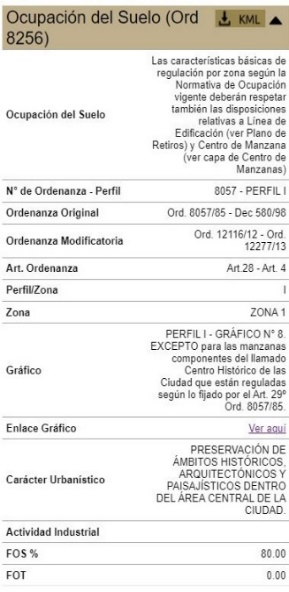 Ocupación del Suelo (Ord
8256)
KML
Ocupación del Suelo
Las características básicas de
regulación por zona según la
Normativa de Ocupación
vigente deberán respetar
también las disposiciones
relativas a Línea de
Edificación (ver Plano de
Retiros) y Centro de Manzana
(ver capa de Centro de
Manzanas)
N° de Ordenanza - Perfil 8057 - PERFIL I
Ordenanza Original Ord. 8057/85 - Dec 580/98
Ordenanza Modificatoria
Ord. 12116/12 - Ord.
12277/13
Art. Ordenanza Art.28 - Art. 4
Perfil/Zona I
Zona ZONA 1
Gráfico
PERFIL I - GRÁFICO N° 8.
EXCEPTO para las manzanas
componentes del llamado
Centro Histórico de las
Ciudad que están reguladas
según lo fijado por el Art. 29º
Ord. 8057/85.
Enlace Gráfico Ver aquí
Carácter Urbanístico
PRESERVACIÓN DE
ÁMBITOS HISTÓRICOS,
ARQUITECTÓNICOS Y
PAISAJÍSTICOS DENTRO
DEL ÁREA CENTRAL DE LA
CIUDAD.
Actividad Industrial
FOS % 80.00
FOT 0.00